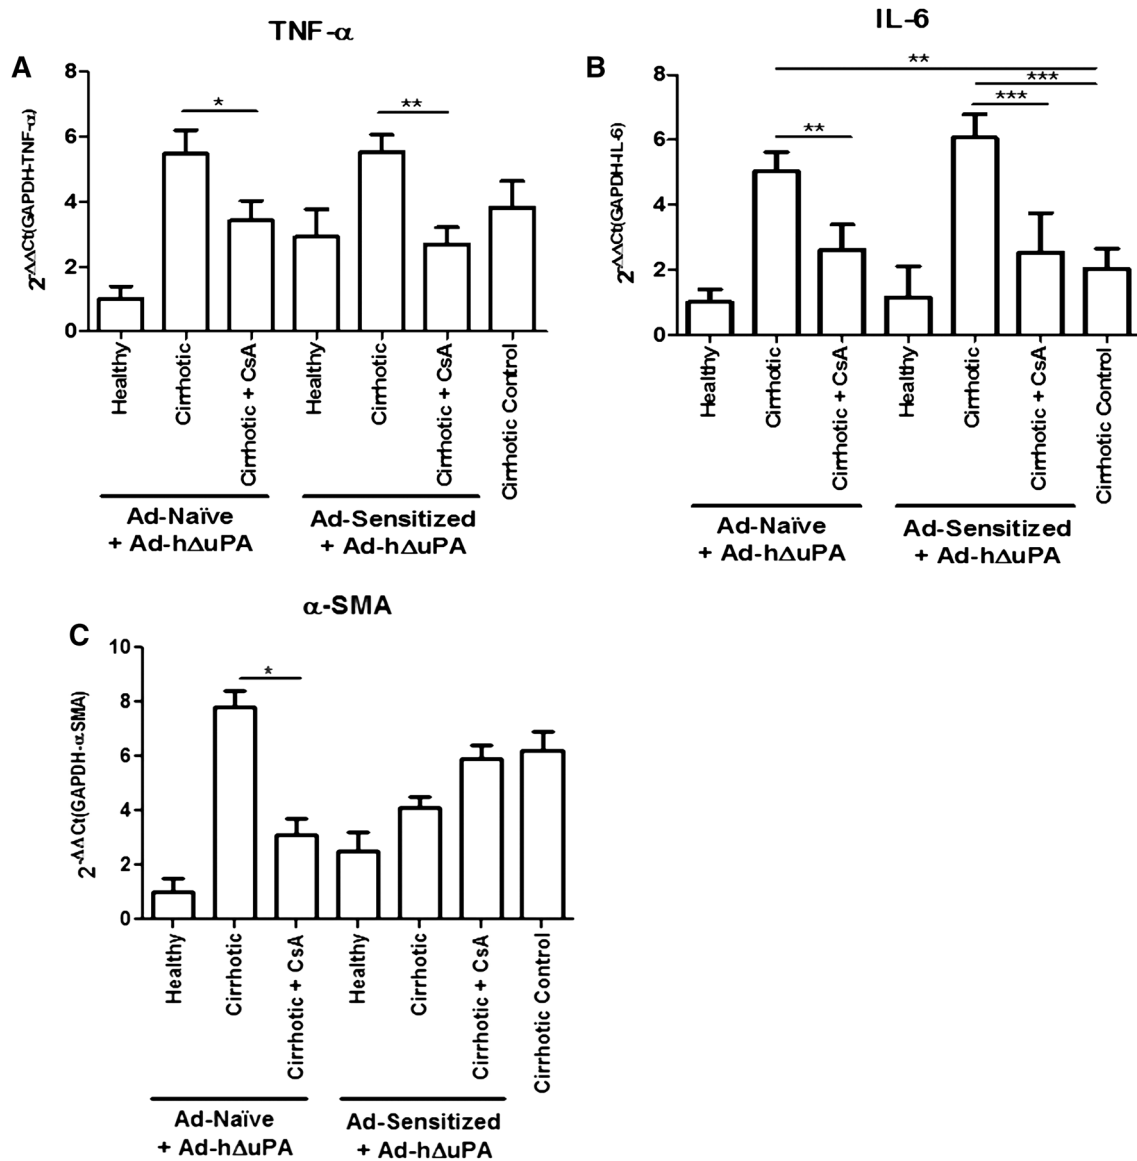 TNF-α
A
2^-ΔΔCt(GAPDH-TNF-α)
8
6
4
2
0
*
**
Healthy
Cirrhotic
Cirrhotic + CsA
Healthy
Cirrhotic
Cirrhotic + CsA
Cirrhotic Control
Ad-Naïve
+ Ad-hΔuPA
Ad-Sensitized
+ Ad-hΔuPA
IL-6
B
2^-ΔΔCt(GAPDH-IL-6)
8
6
4
2
0
**
***
***
**
Healthy
Cirrhotic
Cirrhotic + CsA
Healthy
Cirrhotic
Cirrhotic + CsA
Cirrhotic Control
Ad-Naïve
+ Ad-hΔuPA
Ad-Sensitized
+ Ad-hΔuPA
α-SMA
C
2^-ΔΔCt(GAPDH-αSMA)
10
8
6
4
2
0
*
Healthy
Cirrhotic
Cirrhotic + CsA
Healthy
Cirrhotic
Cirrhotic + CsA
Cirrhotic Control
Ad-Naïve
+ Ad-hΔuPA
Ad-Sensitized
+ Ad-hΔuPA